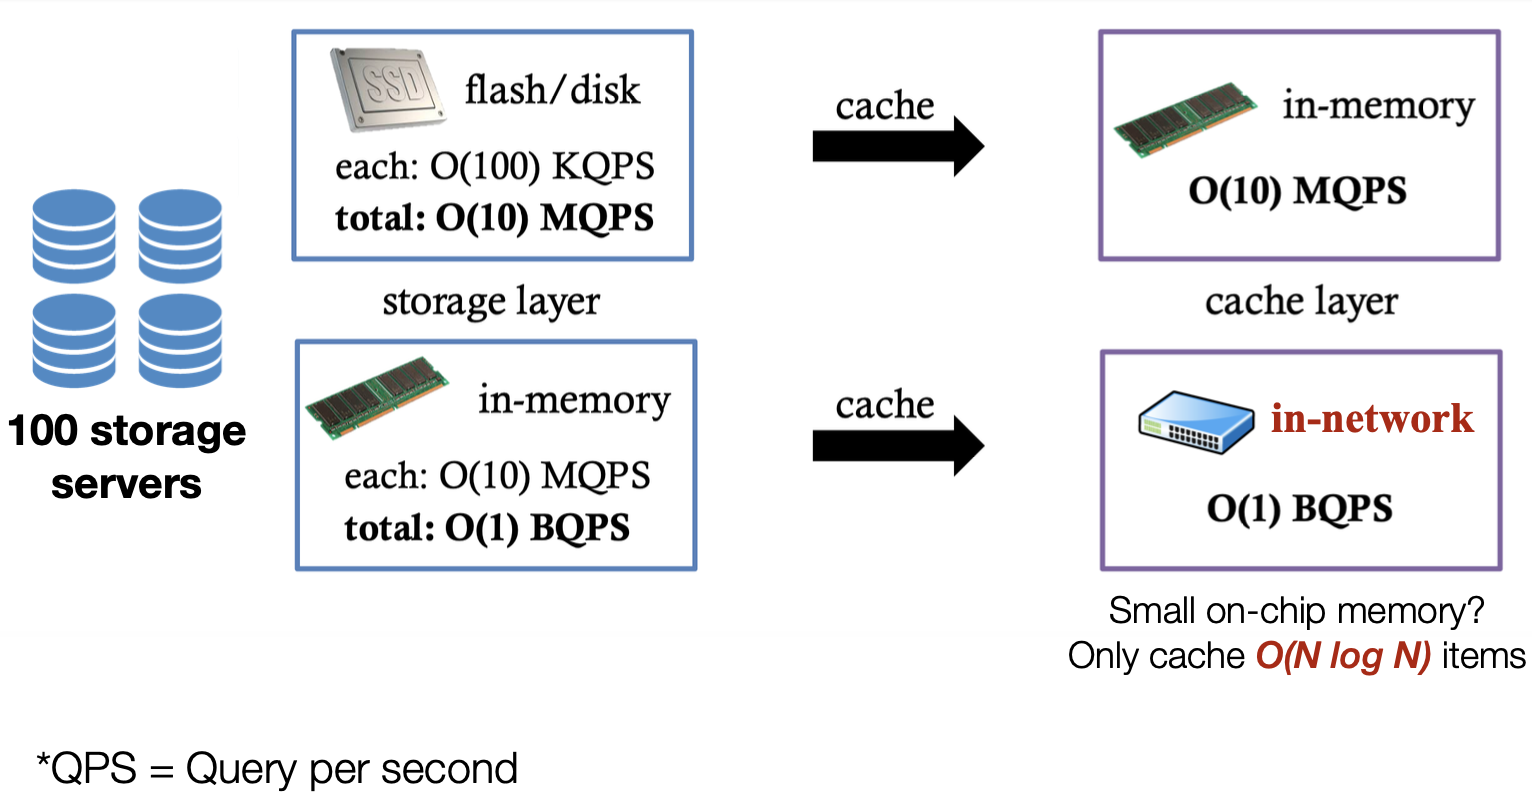 SSD
flash/disk
each: O(100) KQPS
total: O(10) MQPS
cache
in-memory
O(10) MQPS
storage layer
cache layer
100 storage
servers
in-memory
each: O(10) MQPS
total: O(1) BQPS
cache
in-network
O(1) BQPS
Small on-chip memory?
Only cache O(N log N) items
*QPS = Query per second